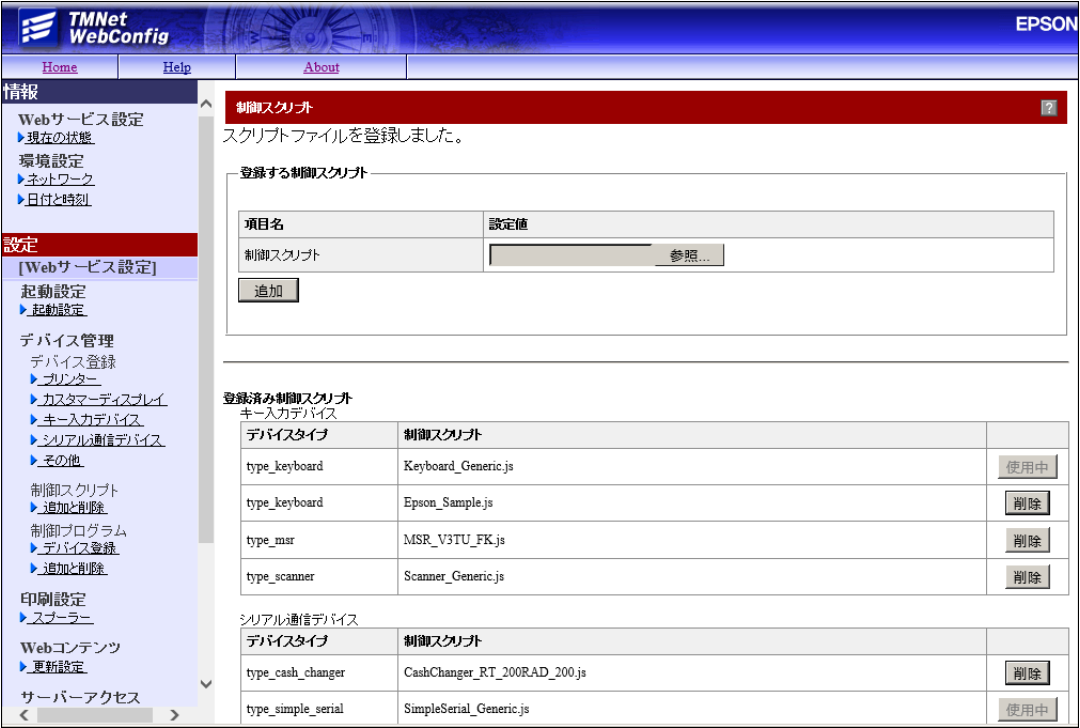 TMNet
WebConfig
EPSON
Home Help About
情報
Webサービス設定
現在の状態
環境設定
ネットワーク
日付と時刻
設定
[Webサービス設定]
起動設定
起動設定
デバイス管理
デバイス登録
プリンター
カスタマーディスプレイ
キー入力デバイス
シリアル通信デバイス
その他
制御スクリプト
追加と削除
制御プログラム
デバイス登録
追加と削除
印刷設定
スプーラー
Webコンテンツ
更新設定
サーバーアクセス
制御スクリプト ?
スクリプトファイルを登録しました。
登録する制御スクリプト
項目名 設定値
制御スクリプト 参照...
追加
登録済み制御スクリプト
キー入力デバイス
デバイスタイプ 制御スクリプト
type_keyboard Keyboard_Generic.js 使用中
type_keyboard Epson_Sample.js 削除
type_msr MSR_V3TU_FK.js 削除
type_scanner Scanner_Generic.js 削除
シリアル通信デバイス
デバイスタイプ 制御スクリプト
type_cash_changer CashChanger_RT_200RAD_200.js 削除
type_simple_serial SimpleSerial_Generic.js 使用中